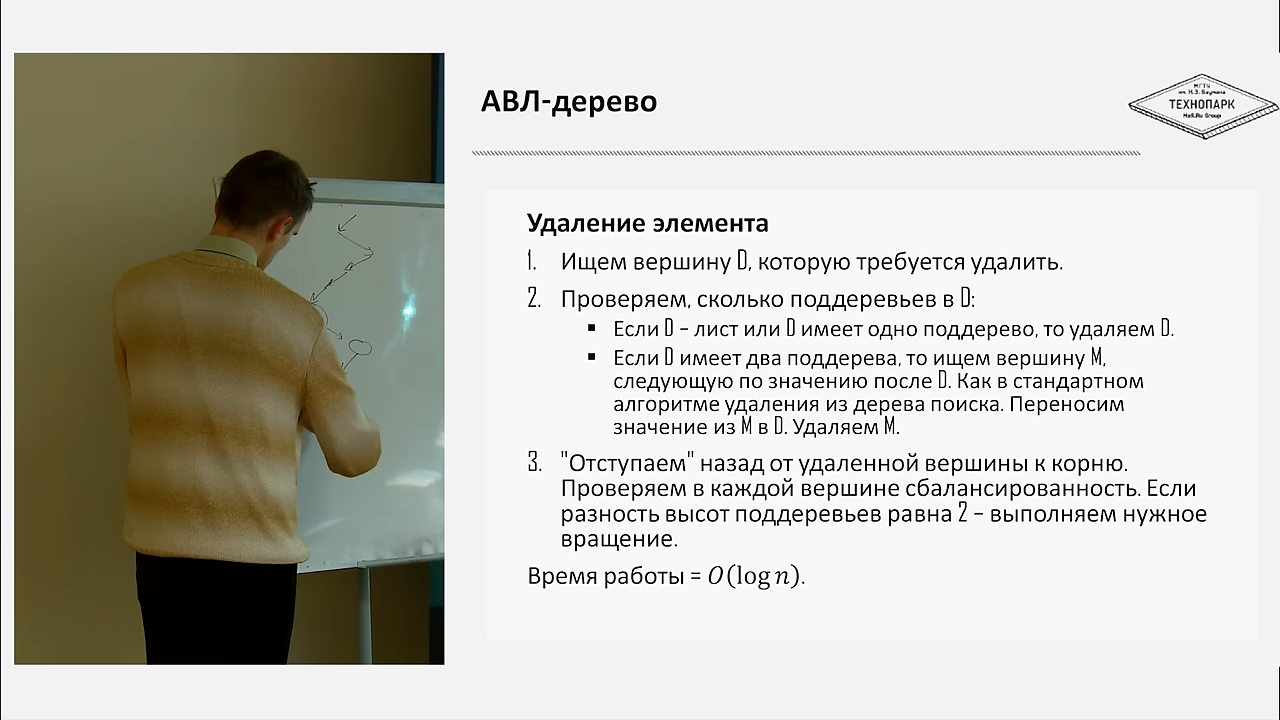 АВЛ-дерево
МГТУ
им. Н.Э. Баумана
ТЕХНОПАРК
Mail.Ru Group
Удаление элемента
1. Ищем вершину D, которую требуется удалить.
2. Проверяем, сколько поддеревьев в D:
▪ Если D – лист или D имеет одно поддерево, то удаляем D.
▪ Если D имеет два поддерева, то ищем вершину M,
следующую по значению после D. Как в стандартном
алгоритме удаления из дерева поиска. Переносим
значение из M в D. Удаляем M.
3. "Отступаем" назад от удаленной вершины к корню.
Проверяем в каждой вершине сбалансированность. Если
разность высот поддеревьев равна 2 – выполняем нужное
вращение.
Время работы = O(log n).